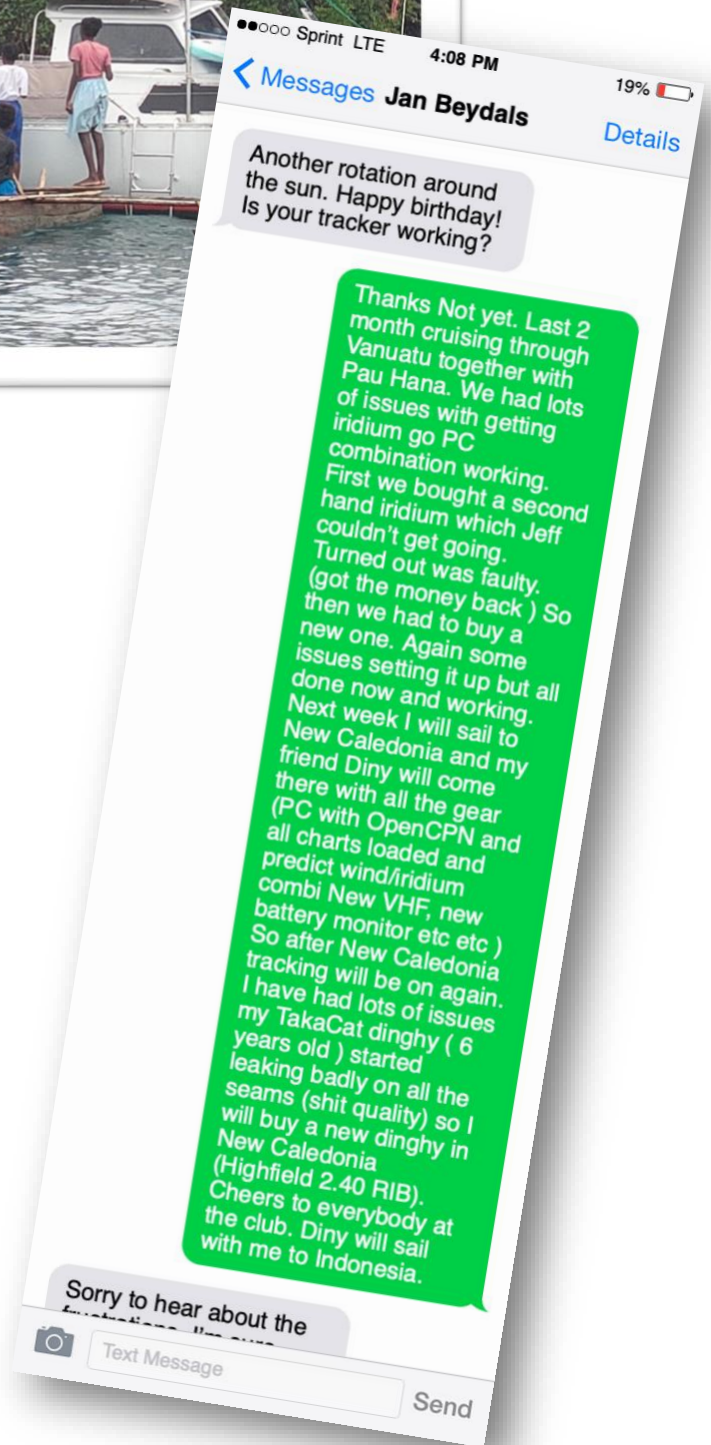 Sprint LTE
4:08 PM
19%
Messages
Jan Beydals
Details
Another rotation around
the sun. Happy birthday!
Is your tracker working?
Thanks Not yet. Last 2
month cruising through
Vanuatu together with
Pau Hana. We had lots
of issues with getting
iridium go PC
combination working.
First we bought a second
hand iridium which Jeff
couldn't get going.
Turned out was faulty.
(got the money back ) So
then we had to buy a
new one. Again some
issues setting it up but all
done now and working.
Next week I will sail to
New Caledonia and my
friend Diny will come
there with all the gear
(PC with OpenCPN and
all charts loaded and
predict wind/iridium
combi New VHF, new
battery monitor etc etc )
So after New Caledonia
tracking will be on again.
I have had lots of issues
my TakaCat dinghy ( 6
years old ) started
leaking badly on all the
seams (shit quality) so I
will buy a new dinghy in
New Caledonia
(Highfield 2.40 RIB).
Cheers to everybody at
the club. Diny will sail
with me to Indonesia.
Sorry to hear about the
frustrations. I'm sure
Text Message
Send